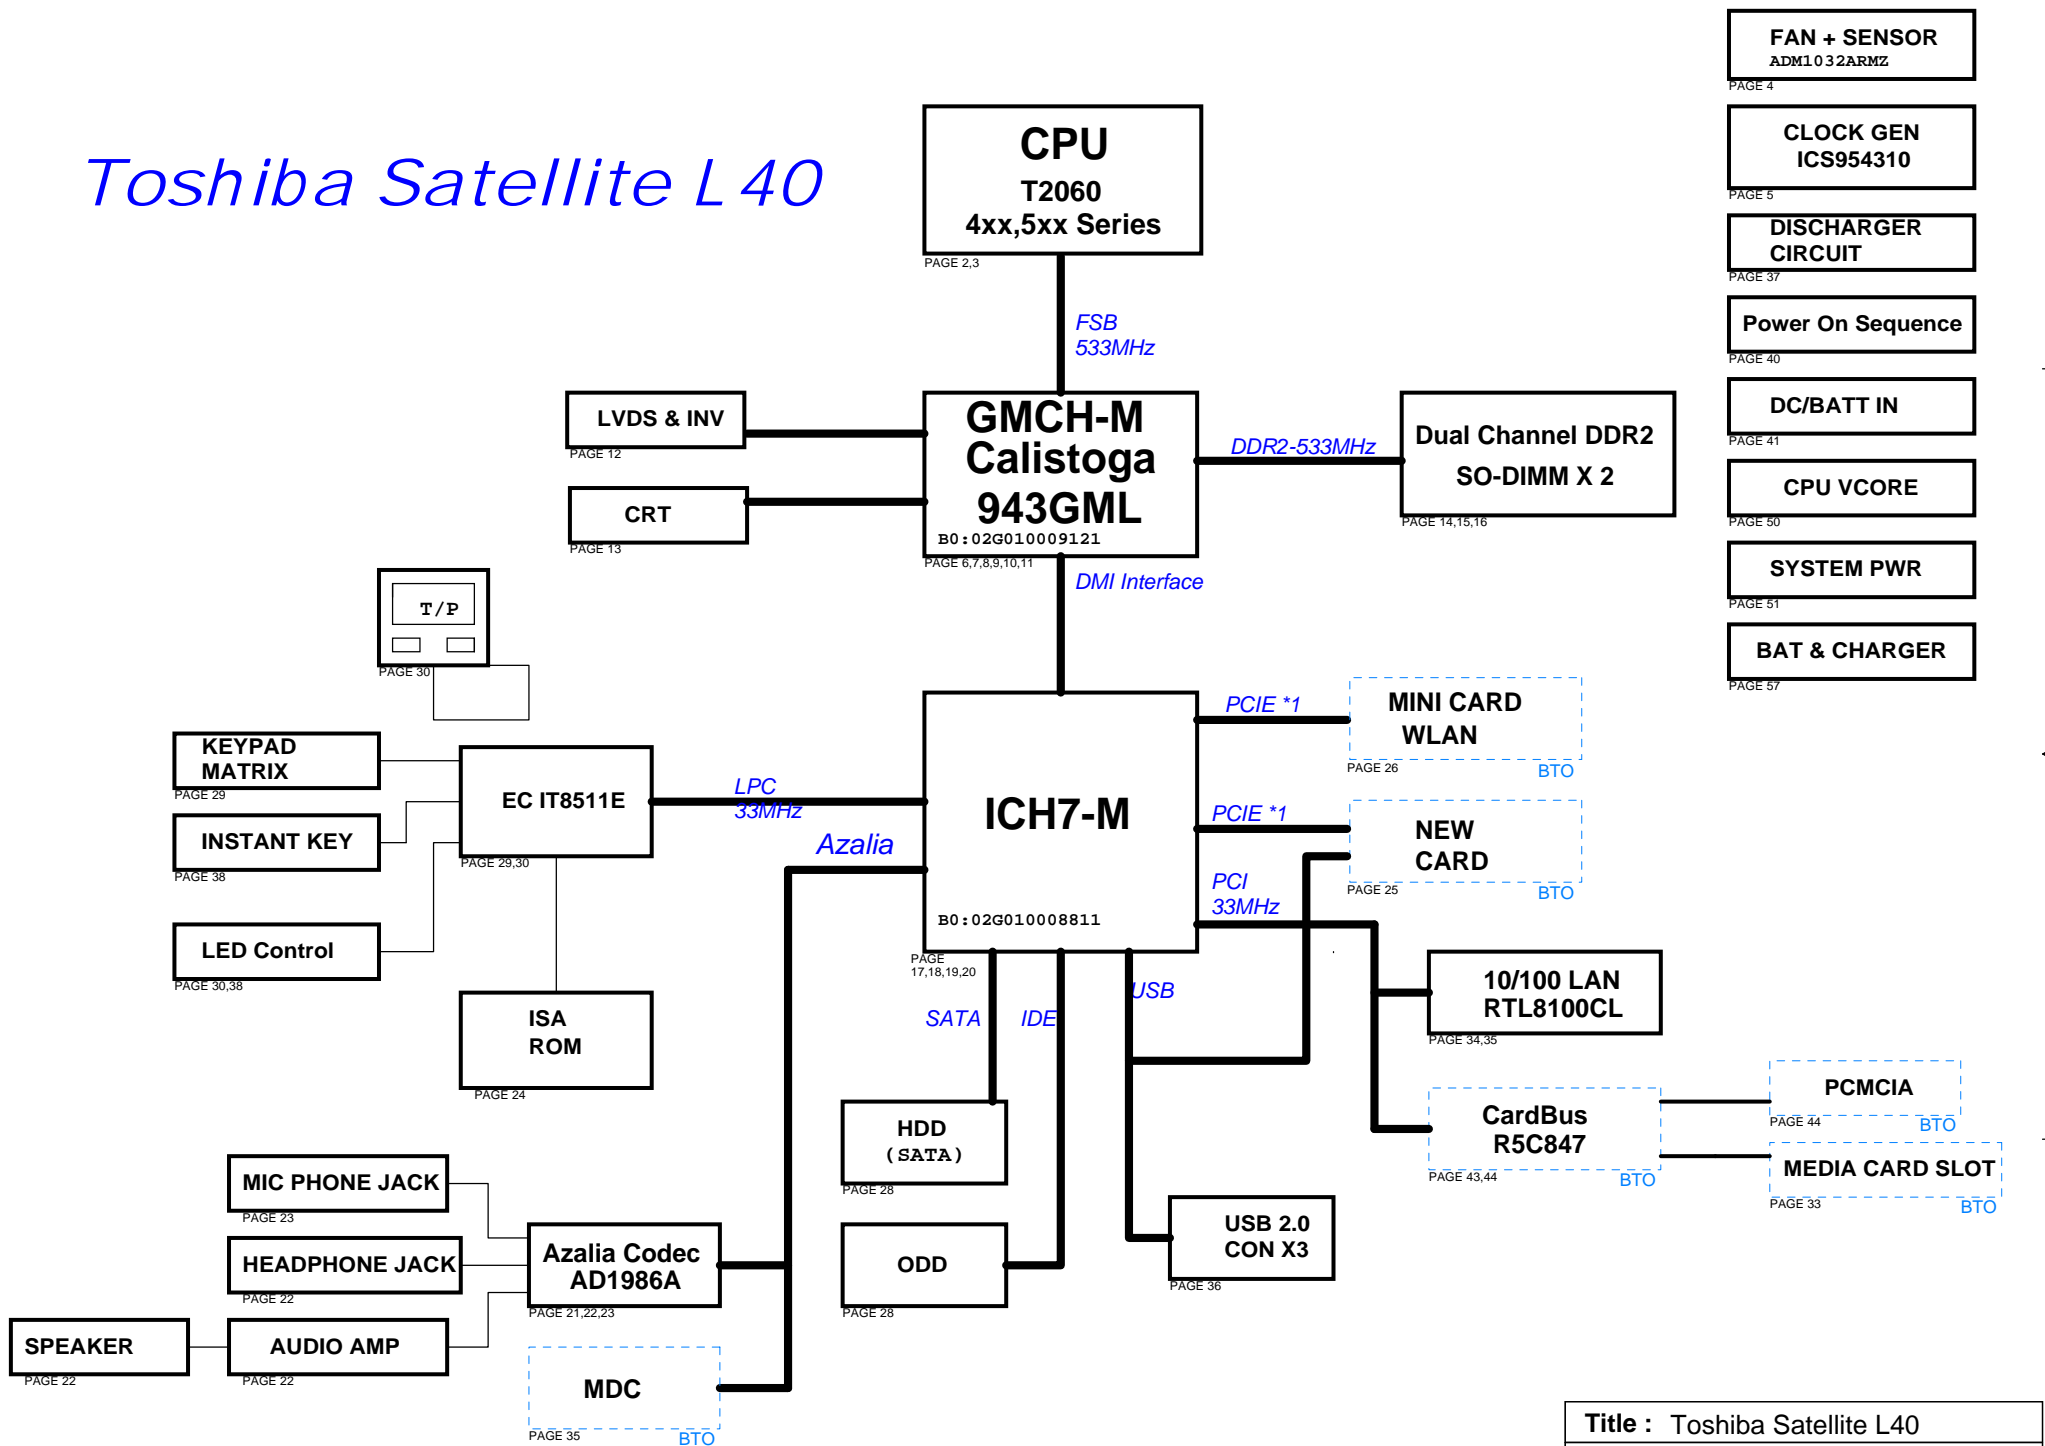 Toshiba Satellite L40
CPU
T2060
4xx,5xx Series
PAGE 2,3
FSB
533MHz
LVDS & INV
PAGE 12
CRT
PAGE 13
GMCH-M
Calistoga
943GML
B0:02G010009121
PAGE 6,7,8,9,10,11
DDR2-533MHz
Dual Channel DDR2
SO-DIMM X 2
PAGE 14,15,16
DMI Interface
T/P
PAGE 30
KEYPAD
MATRIX
PAGE 29
INSTANT KEY
PAGE 38
LED Control
PAGE 30,38
EC IT8511E
PAGE 29,30
ISA
ROM
PAGE 24
LPC
33MHz
Azalia
ICH7-M
B0:02G010008811
PAGE
17,18,19,20
PCIE *1
MINI CARD
WLAN
PAGE 26
BTO
PCIE *1
NEW
CARD
PAGE 25
BTO
PCI
33MHz
10/100 LAN
RTL8100CL
PAGE 34,35
CardBus
R5C847
PAGE 43,44
BTO
PCMCIA
PAGE 44
BTO
MEDIA CARD SLOT
PAGE 33
BTO
SATA
IDE
USB
HDD
(SATA)
PAGE 28
ODD
PAGE 28
USB 2.0
CON X3
PAGE 36
MIC PHONE JACK
PAGE 23
HEADPHONE JACK
PAGE 22
SPEAKER
PAGE 22
AUDIO AMP
PAGE 22
Azalia Codec
AD1986A
PAGE 21,22,23
MDC
PAGE 35
BTO
FAN + SENSOR
ADM1032ARMZ
PAGE 4
CLOCK GEN
ICS954310
PAGE 5
DISCHARGER
CIRCUIT
PAGE 37
Power On Sequence
PAGE 40
DC/BATT IN
PAGE 41
CPU VCORE
PAGE 50
SYSTEM PWR
PAGE 51
BAT & CHARGER
PAGE 57
Title : Toshiba Satellite L40